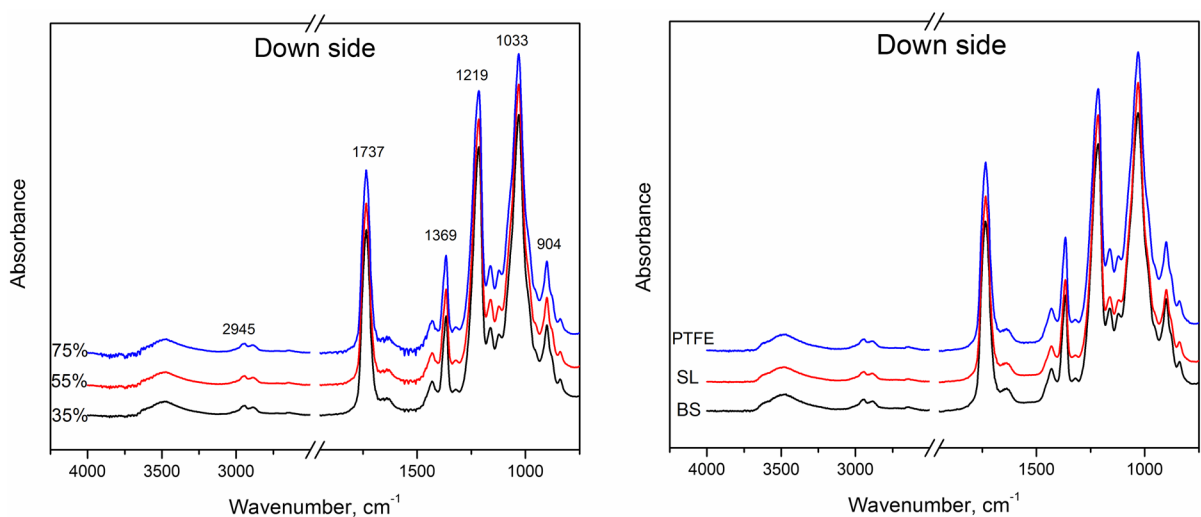 Down side
1033
1219
1737
1369
904
2945
75%
55%
35%
Absorbance
4000 3500 3000 1500 1000
Wavenumber, cm⁻¹
Down side
PTFE
SL
BS
Absorbance
4000 3500 3000 1500 1000
Wavenumber, cm⁻¹